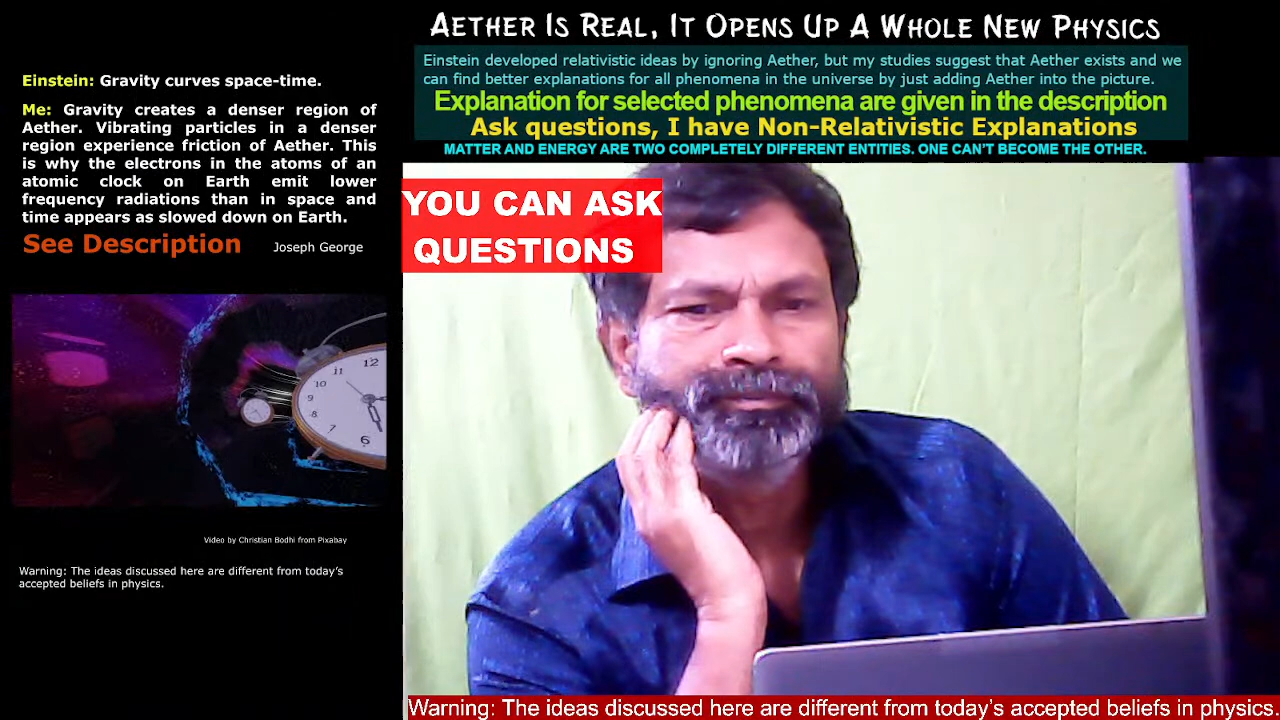 AETHER IS REAL, IT OPENS UP A WHOLE NEW PHYSICS
Einstein developed relativistic ideas by ignoring Aether, but my studies suggest that Aether exists and we
can find better explanations for all phenomena in the universe by just adding Aether into the picture.
Explanation for selected phenomena are given in the description
Ask questions, I have Non-Relativistic Explanations
MATTER AND ENERGY ARE TWO COMPLETELY DIFFERENT ENTITIES. ONE CAN'T BECOME THE OTHER.
Einstein: Gravity curves space-time.
Me: Gravity creates a denser region of
Aether. Vibrating particles in a denser
region experience friction of Aether. This
is why the electrons in the atoms of an
atomic clock on Earth emit lower
frequency radiations than in space and
time appears as slowed down on Earth.
See Description Joseph George
YOU CAN ASK
QUESTIONS
12
11
10
9
8
7
6
Video by Christian Bodhi from Pixabay
Warning: The ideas discussed here are different from today's
accepted beliefs in physics.
Warning: The ideas discussed here are different from today's accepted beliefs in physics.